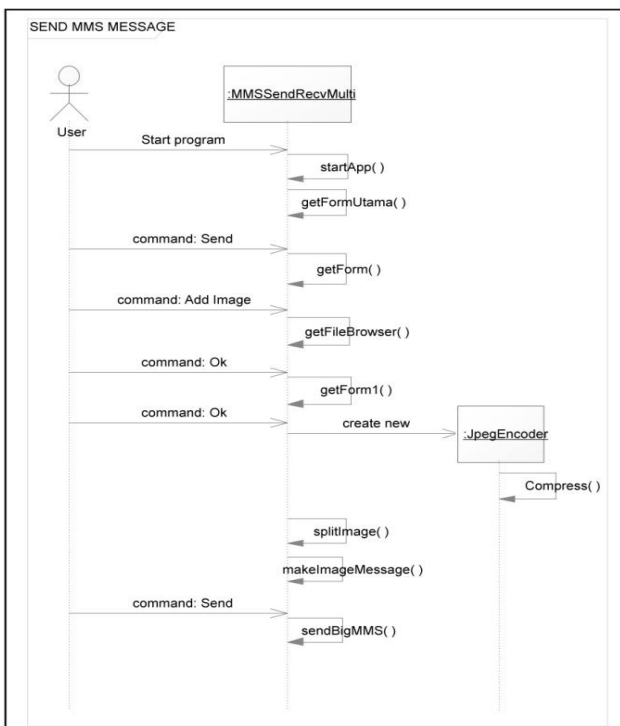 SEND MMS MESSAGE
:MMSSendRecvMulti
User
Start program
startApp( )
getFormUtama( )
command: Send
getForm( )
command: Add Image
getFileBrowser( )
command: Ok
getForm1( )
command: Ok
create new
:JpegEncoder
Compress( )
splitImage( )
makeImageMessage( )
command: Send
sendBigMMS( )